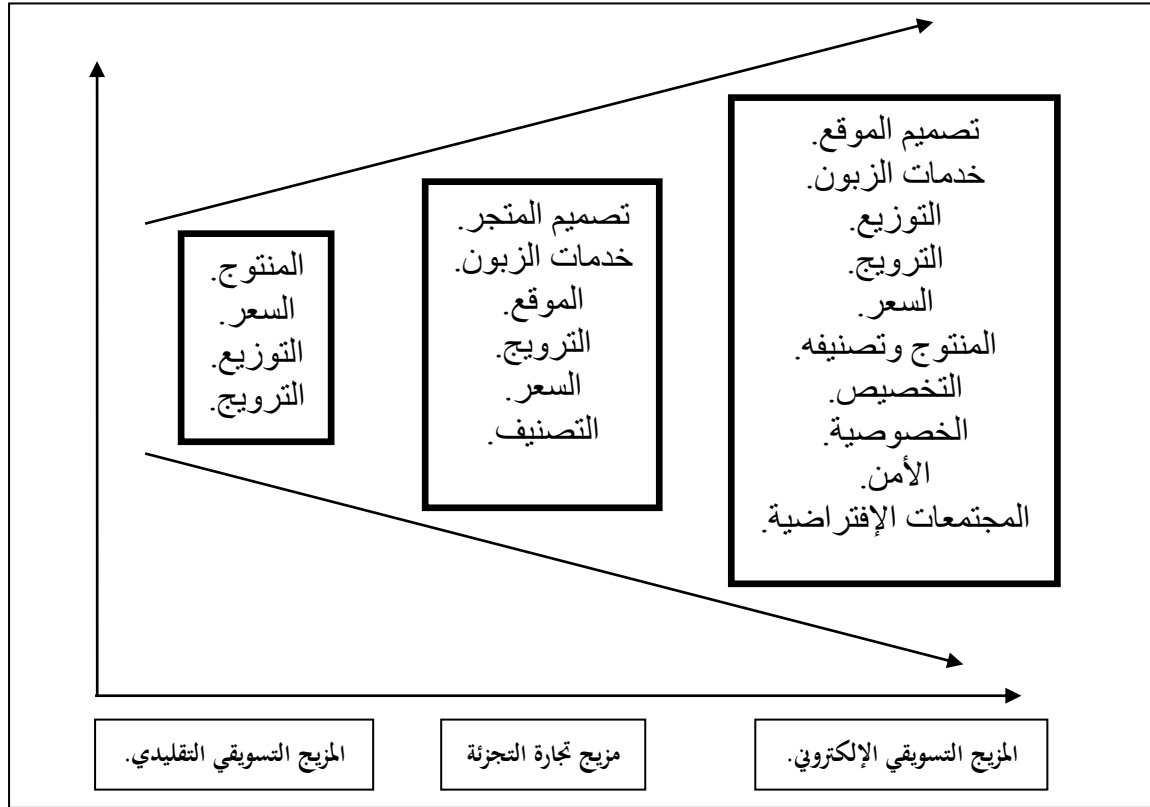 المنتوج.
السعر.
التوزيع.
الترويج.
تصميم المتجر.
خدمات الزبون.
الموقع.
الترويج.
السعر.
التصنيف.
تصميم الموقع.
خدمات الزبون.
التوزيع.
الترويج.
السعر.
المنتوج وتصنيفه.
التخصيص.
الخصوصية.
الأمن.
المجتمعات الإفتراضية.
المزيج التسويقي التقليدي.
مزيج تجارة التجزئة
المزيج التسويقي الإلكتروني.